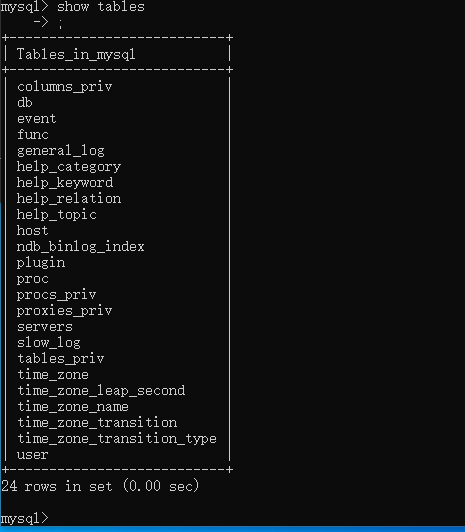 mysql> show tables
    -> ;
+---------------------------+
| Tables_in_mysql           |
+---------------------------+
| columns_priv              |
| db                        |
| event                     |
| func                      |
| general_log               |
| help_category             |
| help_keyword              |
| help_relation             |
| help_topic                |
| host                      |
| ndb_binlog_index          |
| plugin                    |
| proc                      |
| procs_priv                |
| proxies_priv              |
| servers                   |
| slow_log                  |
| tables_priv               |
| time_zone                 |
| time_zone_leap_second     |
| time_zone_name            |
| time_zone_transition      |
| time_zone_transition_type |
| user                      |
+---------------------------+
24 rows in set (0.00 sec)
mysql>